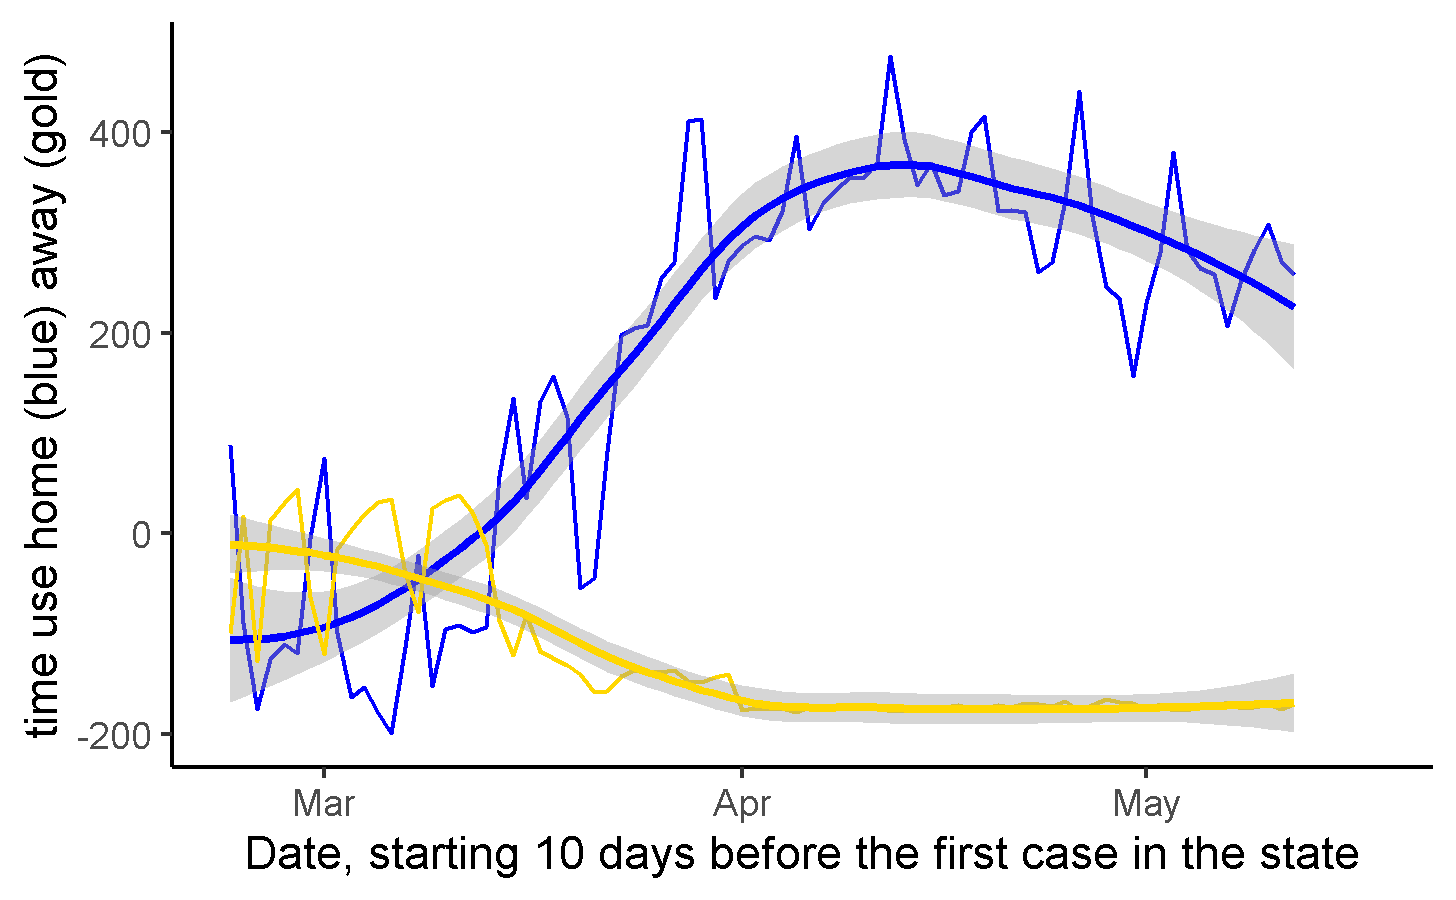 time use home (blue) away (gold)
400
200
0
-200
Mar Apr May
Date, starting 10 days before the first case in the state